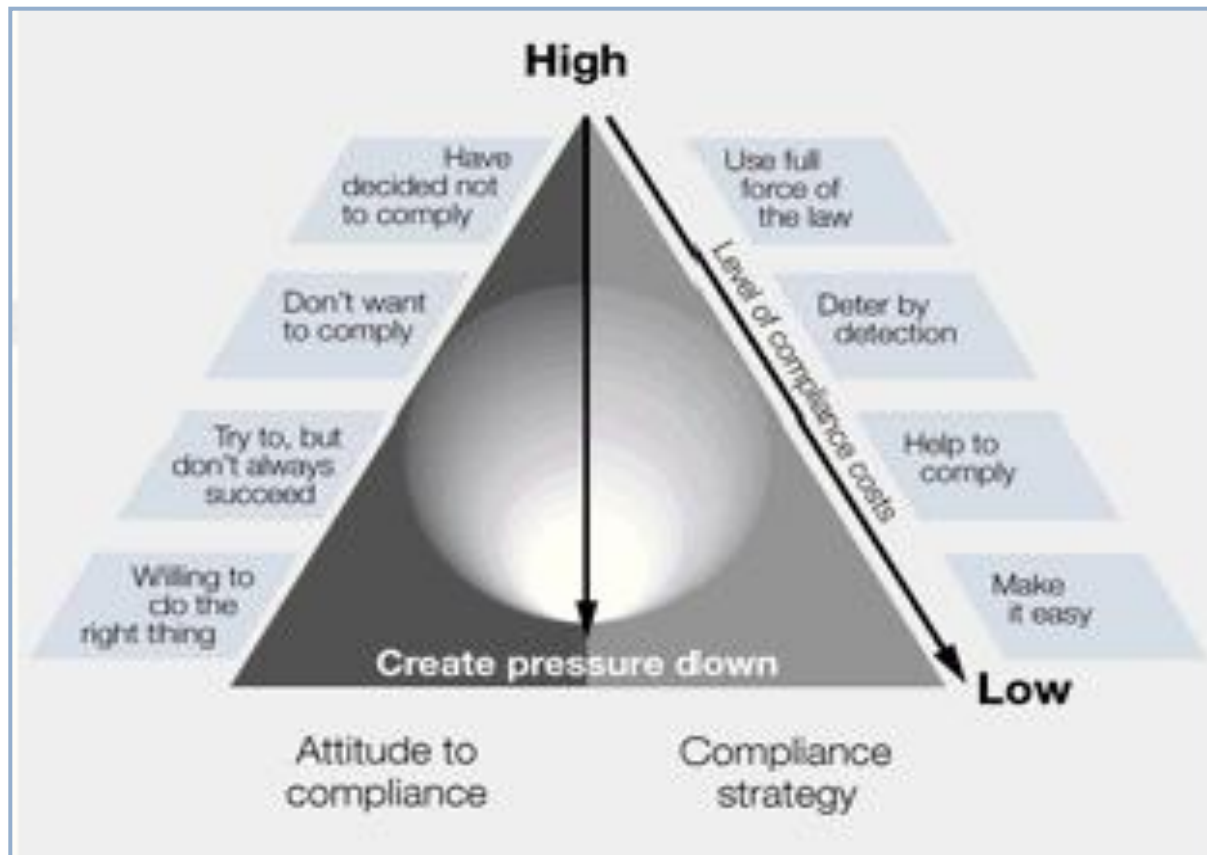 High
Have
decided not
to comply
Use full
force of
the law
Don't want
to comply
Deter by
detection
Level of compliance costs
Try to, but
don't always
succeed
Help to
comply
Willing to
do the
right thing
Make
it easy
Create pressure down
Low
Attitude to
compliance
Compliance
strategy